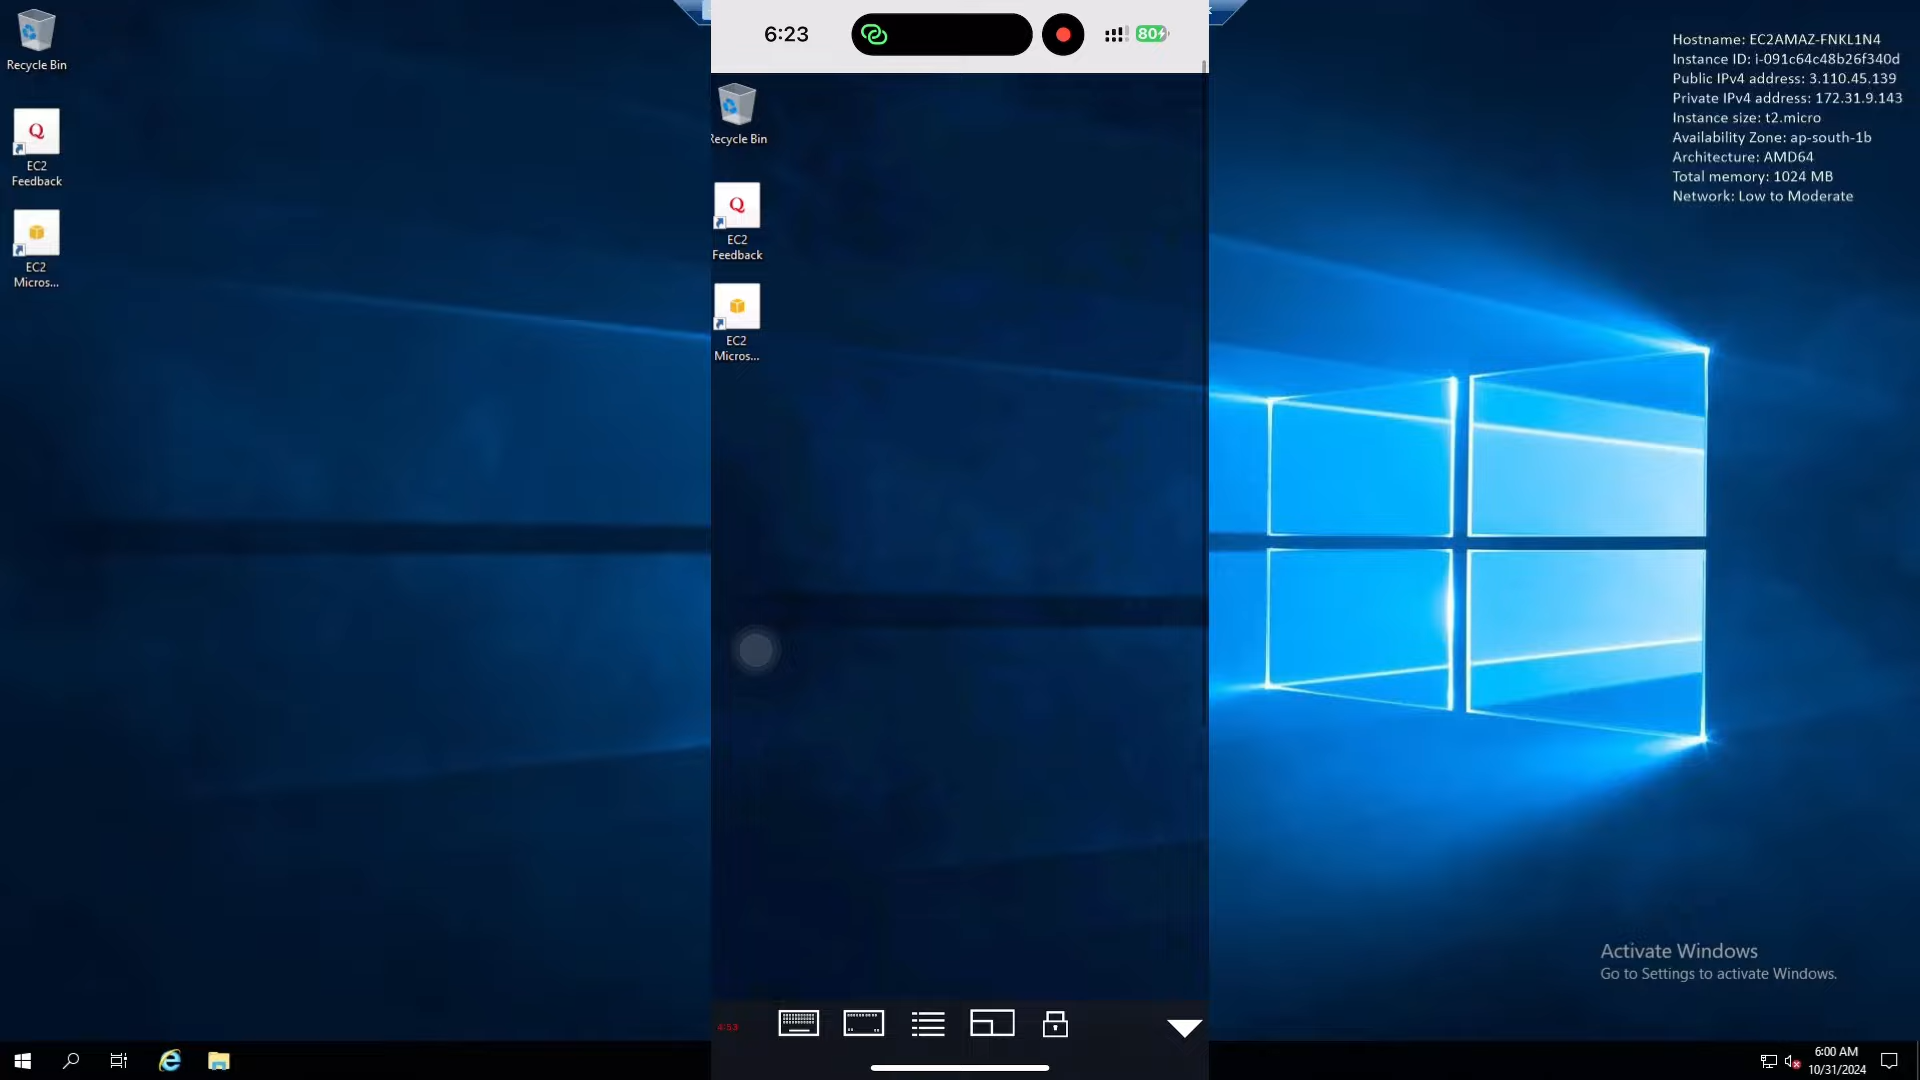 Recycle Bin
EC2
Feedback
EC2
Micros...
6:23
80
Recycle Bin
EC2
Feedback
EC2
Micros...
4:53
Hostname: EC2AMAZ-FNKL1N4
Instance ID: i-091c64c48b26f340d
Public IPv4 address: 3.110.45.139
Private IPv4 address: 172.31.9.143
Instance size: t2.micro
Availability Zone: ap-south-1b
Architecture: AMD64
Total memory: 1024 MB
Network: Low to Moderate
Activate Windows
Go to Settings to activate Windows.
6:00 AM
10/31/2024